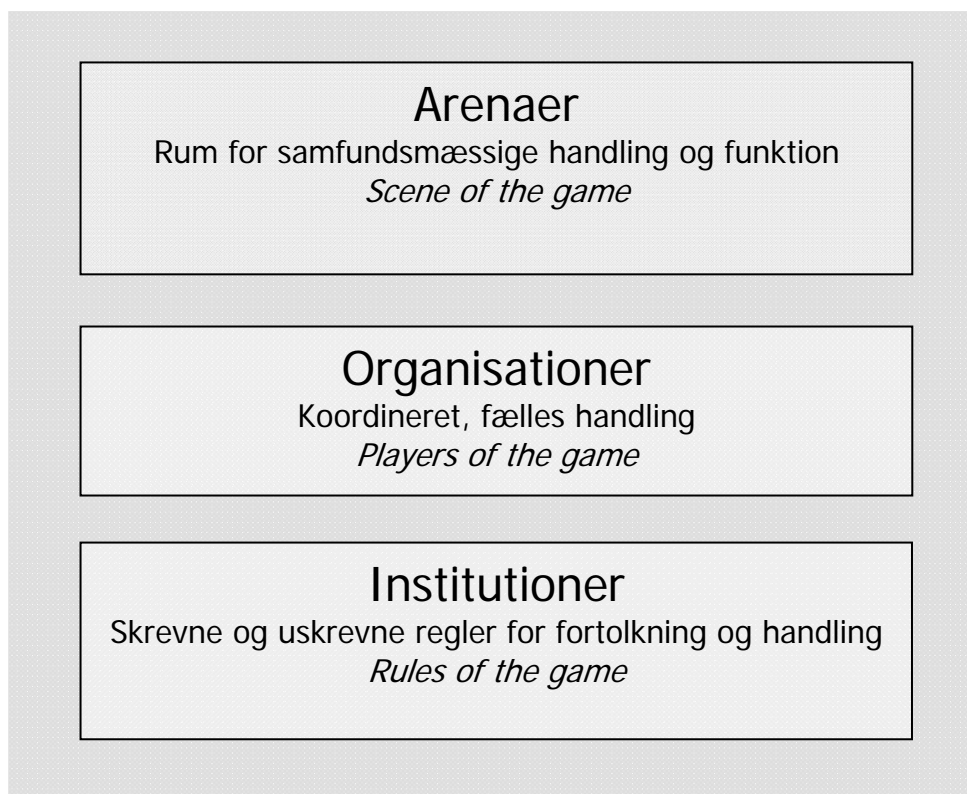 Arenaer
Rum for samfundsmæssige handling og funktion
Scene of the game
Organisationer
Koordineret, fælles handling
Players of the game
Institutioner
Skrevne og uskrevne regler for fortolkning og handling
Rules of the game